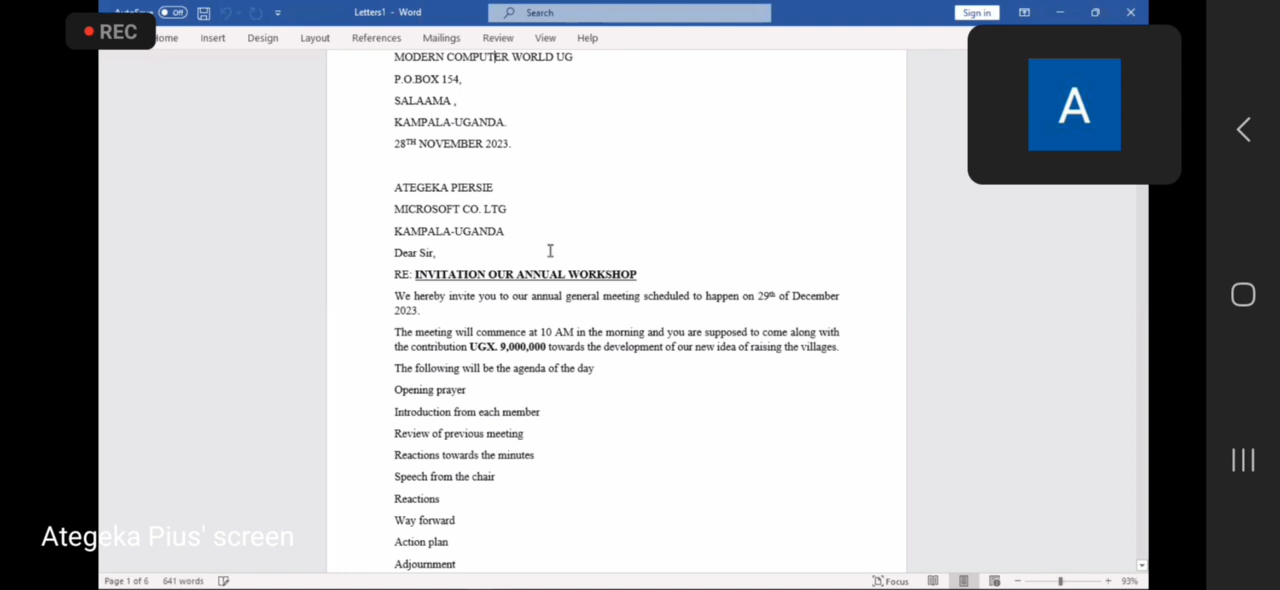 AutoSave Off Letters1 - Word Search Sign in
REC
Home Insert Design Layout References Mailings Review View Help
MODERN COMPUTER WORLD UG
P.O.BOX 154,
SALAAMA ,
KAMPALA-UGANDA.
28TH NOVEMBER 2023.
A
ATEGEKA PIERSIE
MICROSOFT CO. LTG
KAMPALA-UGANDA
Dear Sir,
RE: INVITATION OUR ANNUAL WORKSHOP
We hereby invite you to our annual general meeting scheduled to happen on 29th of December
2023.
The meeting will commence at 10 AM in the morning and you are supposed to come along with
the contribution UGX. 9,000,000 towards the development of our new idea of raising the villages.
The following will be the agenda of the day
Opening prayer
Introduction from each member
Review of previous meeting
Reactions towards the minutes
Speech from the chair
Reactions
Way forward
Action plan
Adjournment
Ategeka Pius' screen
Page 1 of 6 641 words Focus 93%